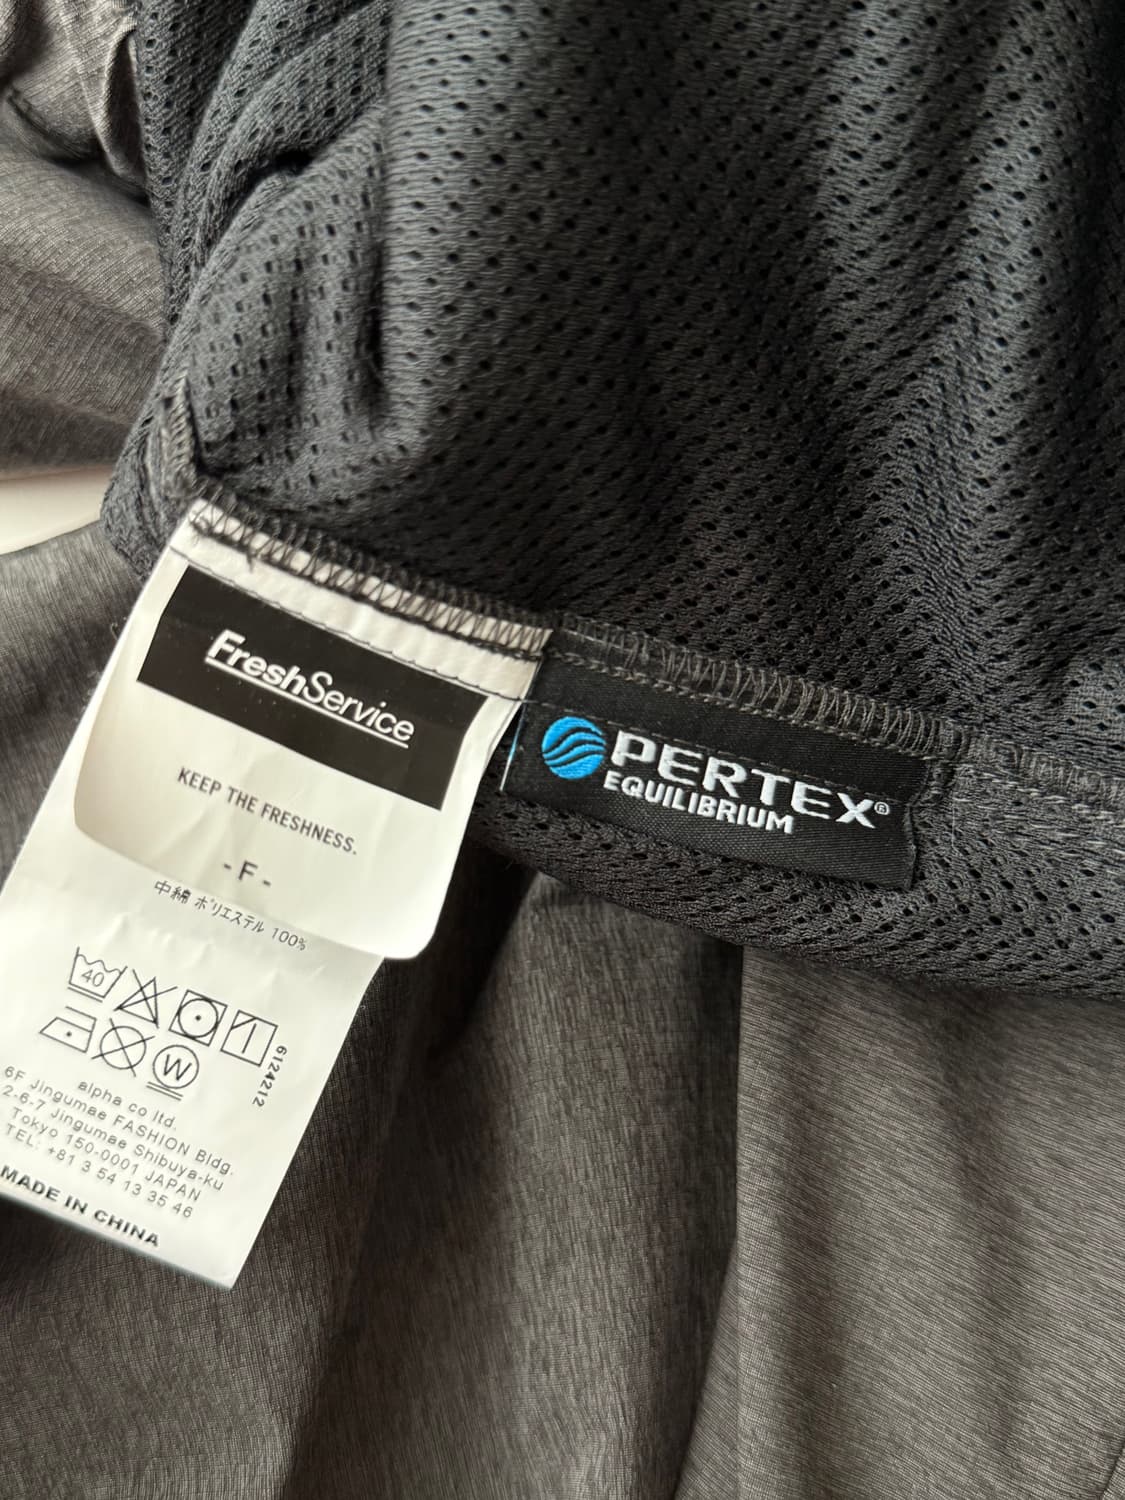 FreshService
KEEP THE FRESHNESS.
- F -
中綿 ポリエステル 100%
40
W
6124212
alpha co ltd.
6F Jingumae FASHION Bldg.
2-6-7 Jingumae Shibuya-ku
Tokyo 150-0001 JAPAN
TEL: +81 3 54 13 35 46
MADE IN CHINA
PERTEX®
EQUILIBRIUM